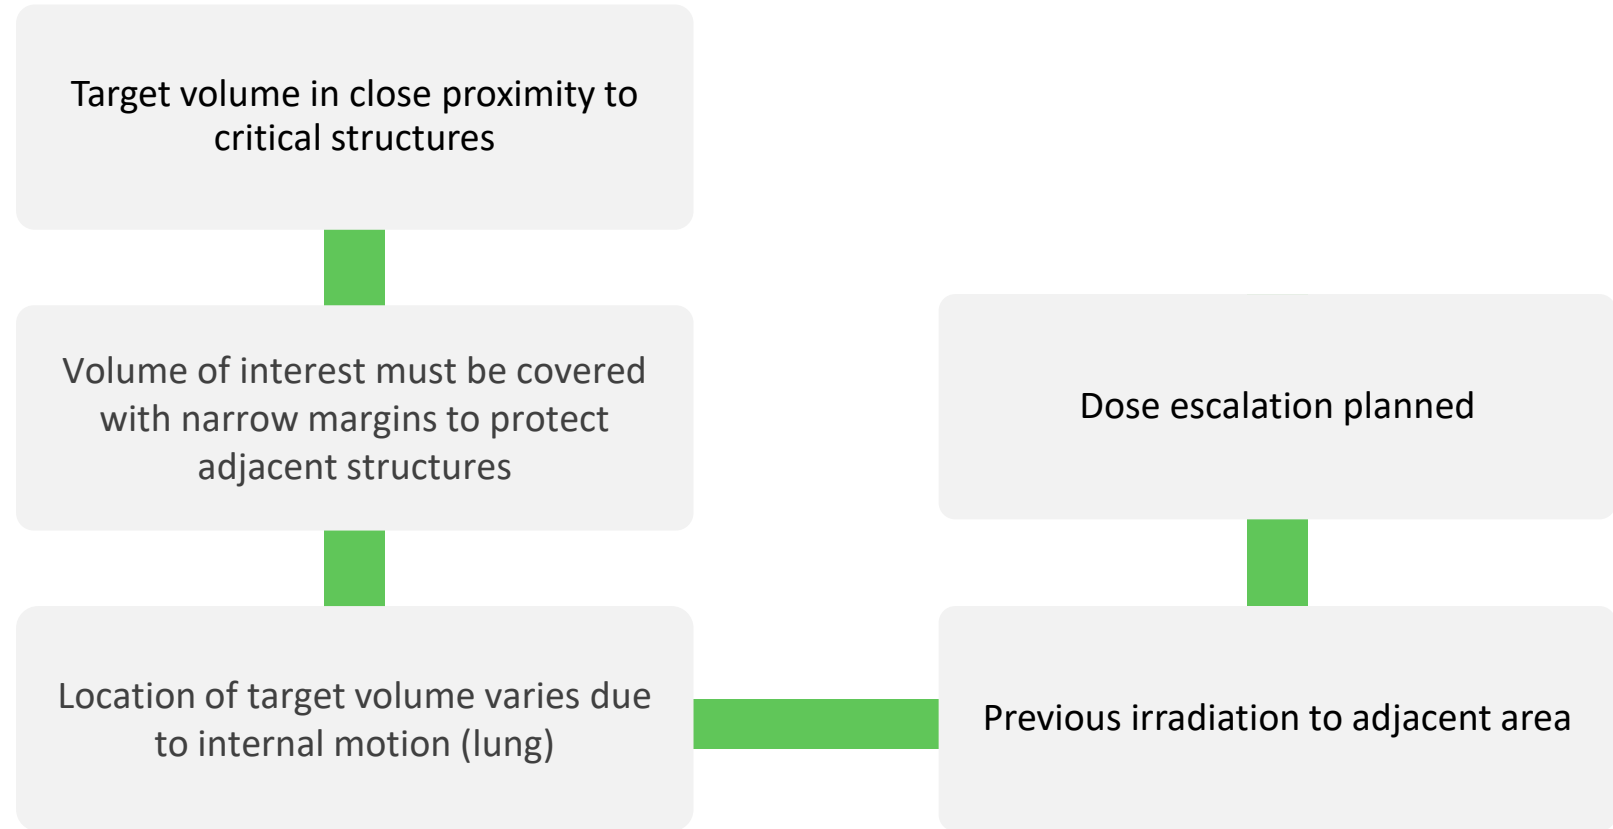 Target volume in close proximity to
critical structures
Volume of interest must be covered
with narrow margins to protect
adjacent structures
Location of target volume varies due
to internal motion (lung)
Previous irradiation to adjacent area
Dose escalation planned